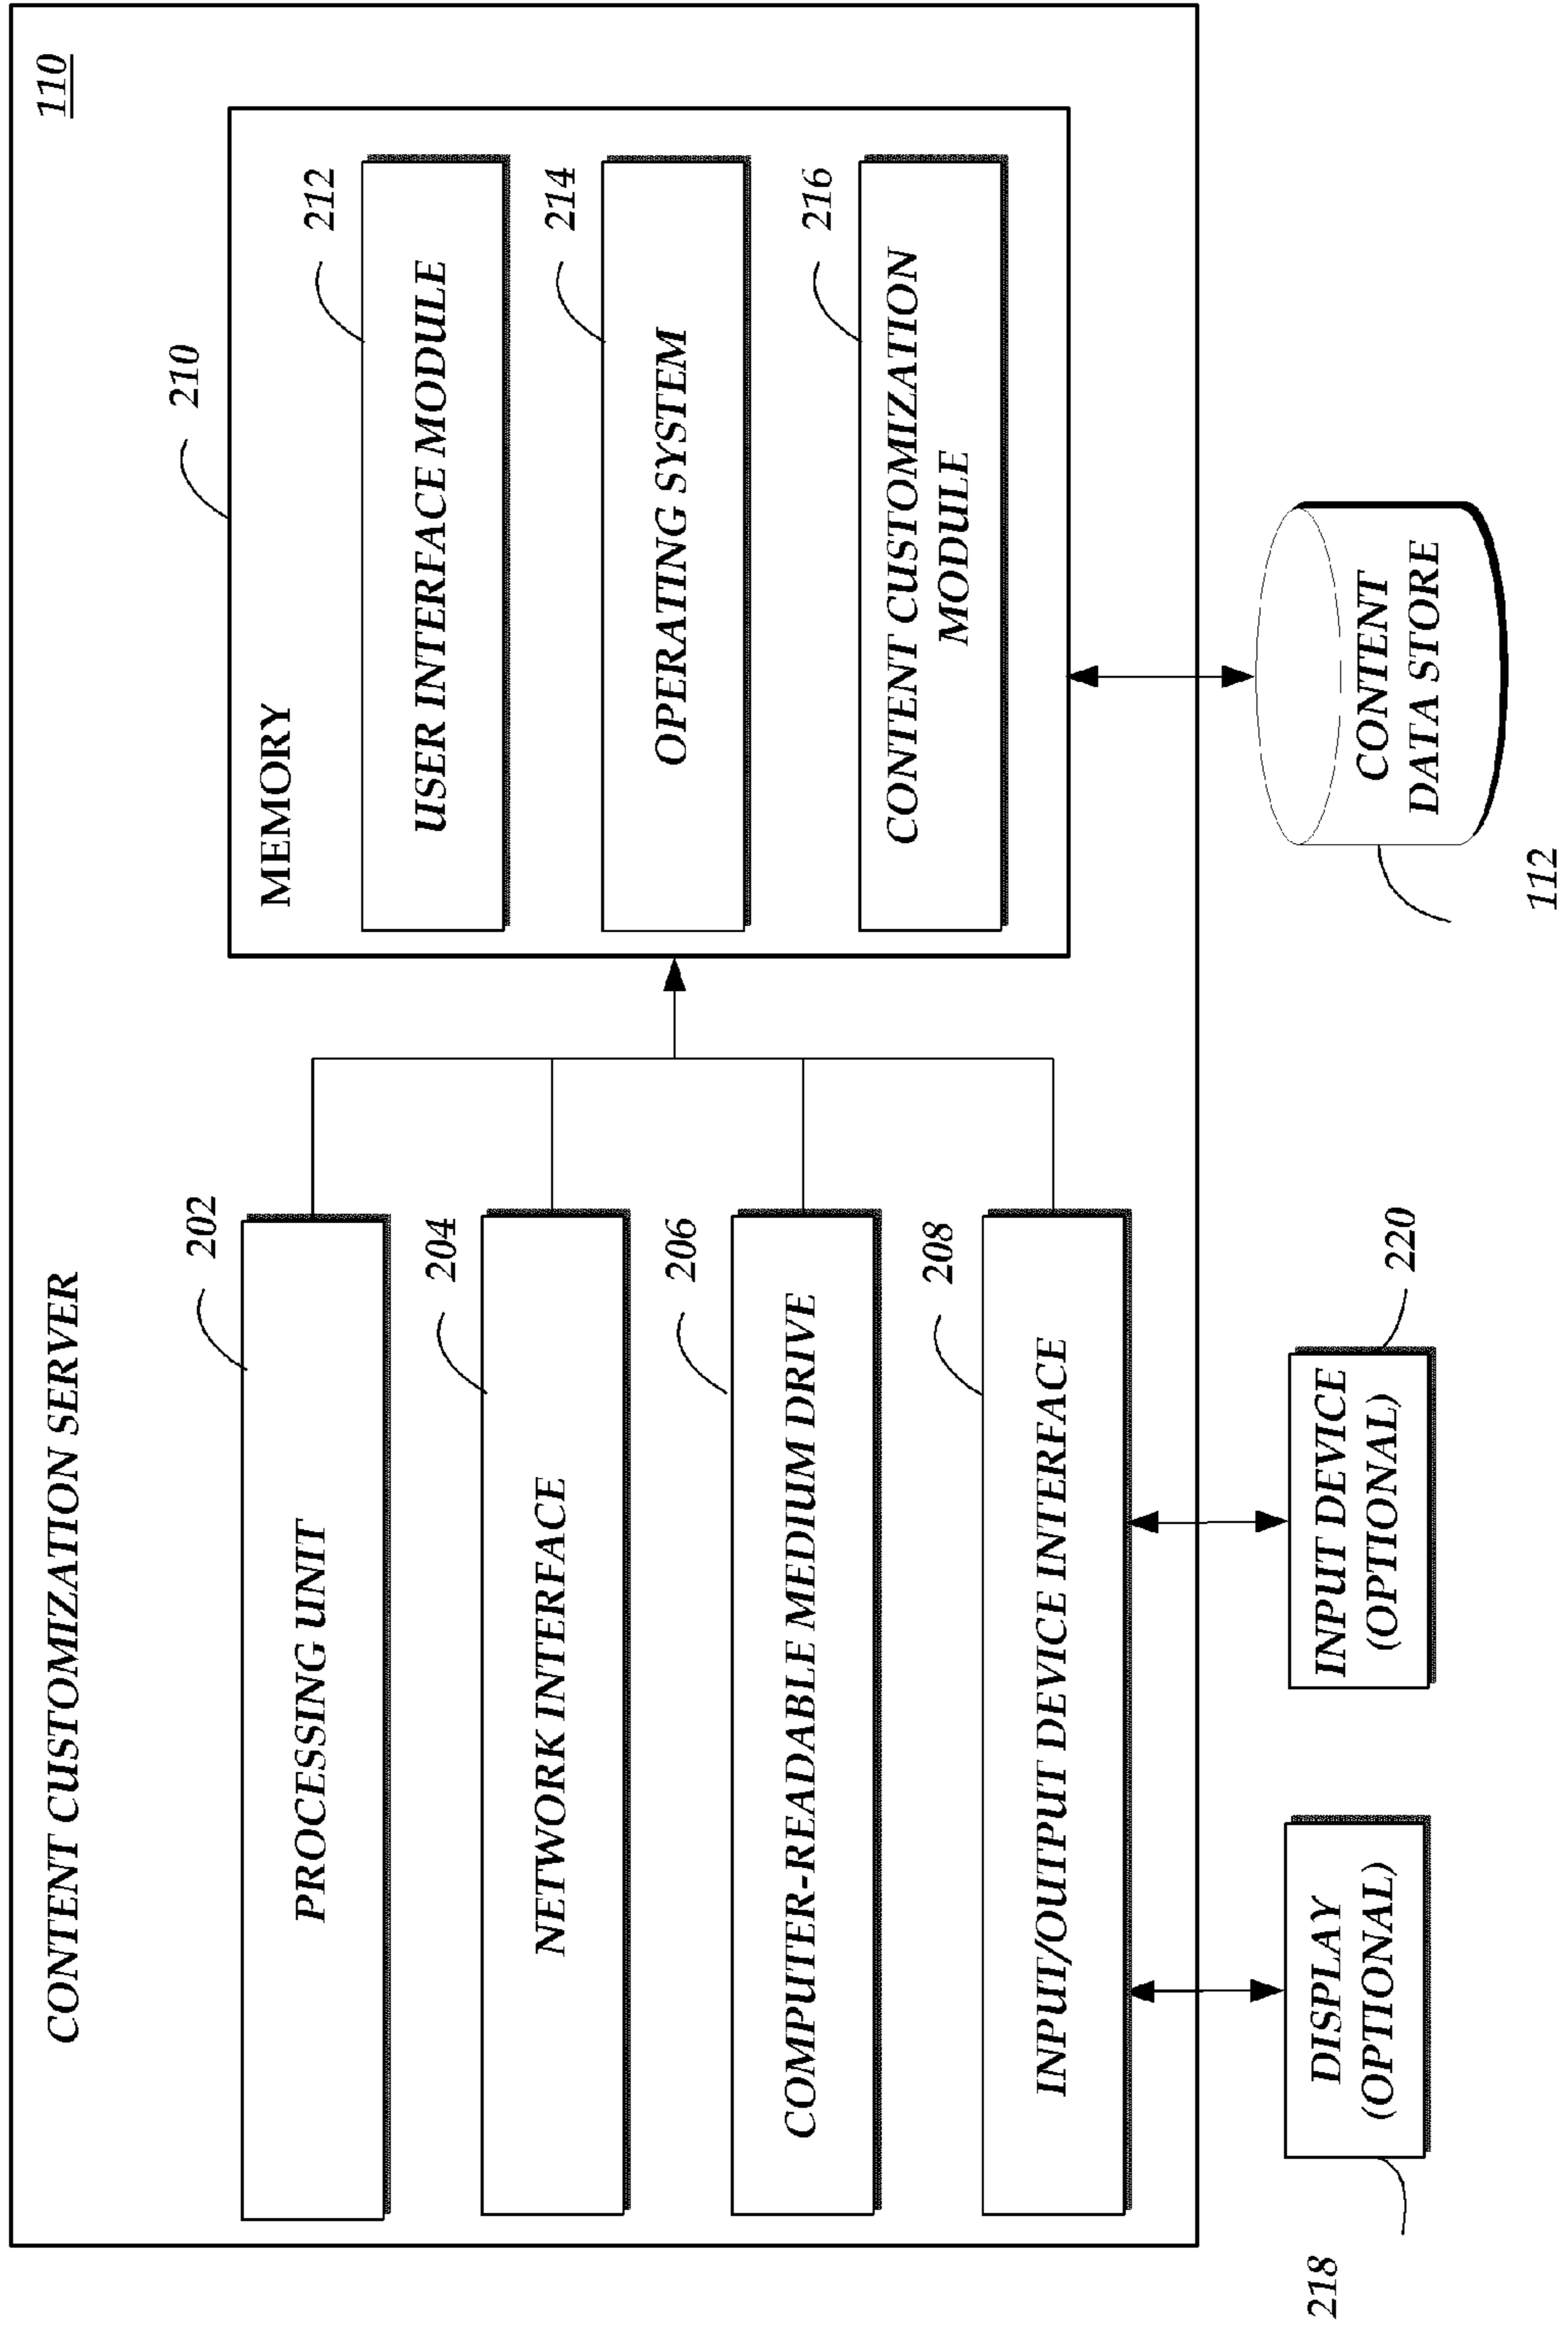 CONTENT CUSTOMIZATION SERVER
110
202
PROCESSING UNIT
204
NETWORK INTERFACE
206
COMPUTER-READABLE MEDIUM DRIVE
208
INPUT/OUTPUT DEVICE INTERFACE
210
MEMORY
212
USER INTERFACE MODULE
214
OPERATING SYSTEM
216
CONTENT CUSTOMIZATION
MODULE
218
DISPLAY
(OPTIONAL)
220
INPUT DEVICE
(OPTIONAL)
112
CONTENT
DATA STORE